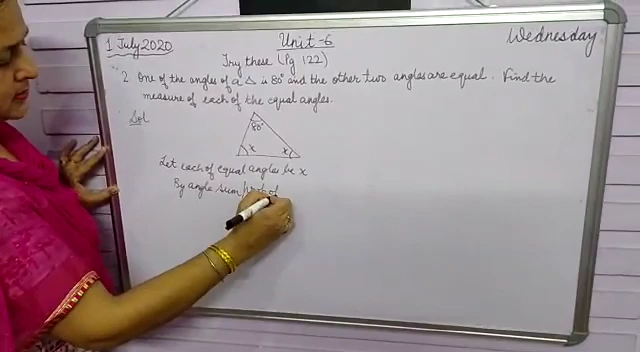 1 July 2020
Unit-6
Wednesday
Try these (Pg 122)
2 One of the angles of a △ is 80° and the other two angles are equal. Find the
measure of each of the equal angles.
Sol
80°
x x
Let each of equal angles be x
By angle sum prop of